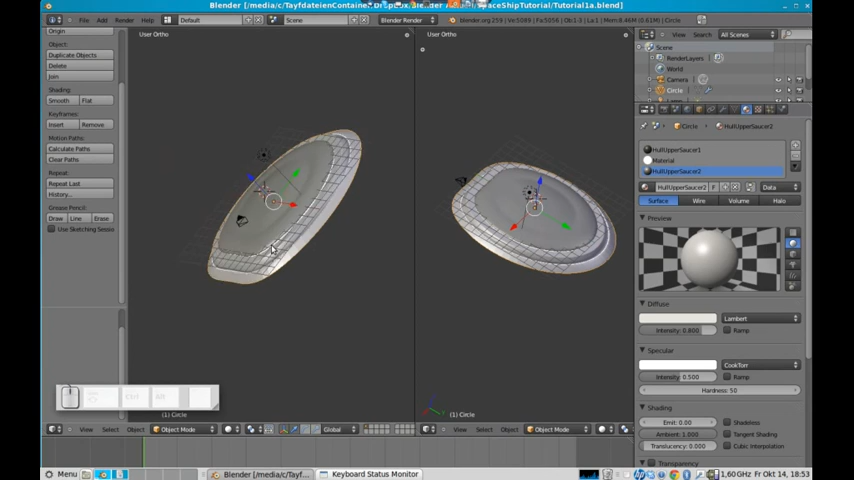 Blender [/media/c/TayfdateienContaine
aceShipTutorial/Tutorial1a.blend]
File Add Render Help
Default
Scene
Blender Render
blender.org 259 | Ve:5089 | Fa:5056 | Ob:1-3 | La:1 | Mem:8.46M (0.61M) | Circle
Origin
Object:
Duplicate Objects
Delete
Join
Shading:
Smooth Flat
Keyframes:
Insert Remove
Motion Paths:
Calculate Paths
Clear Paths
Repeat:
Repeat Last
History...
Grease Pencil:
Draw Line Erase
Use Sketching Sessio
User Ortho
User Ortho
CTRL ALT
(1) Circle
(1) Circle
View Select Object Object Mode Global
View Select Object Object Mode
View Search All Scenes
Scene
RenderLayers
World
Camera
Circle
Circle HullUpperSaucer2
HullUpperSaucer1
Material
HullUpperSaucer2
HullUpperSaucer2 F Data
Surface Wire Volume Halo
Preview
Diffuse
Lambert
Intensity: 0.800 Ramp
Specular
CookTorr
Intensity: 0.500 Ramp
Hardness: 50
Shading
Emit: 0.00 Shadeless
Ambient: 1.000 Tangent Shading
Translucency: 0.000 Cubic Interpolation
Transparency
Menu
Blender [/media/c/Tayf...
Keyboard Status Monitor
1,60GHz Fr Okt 14, 18:53